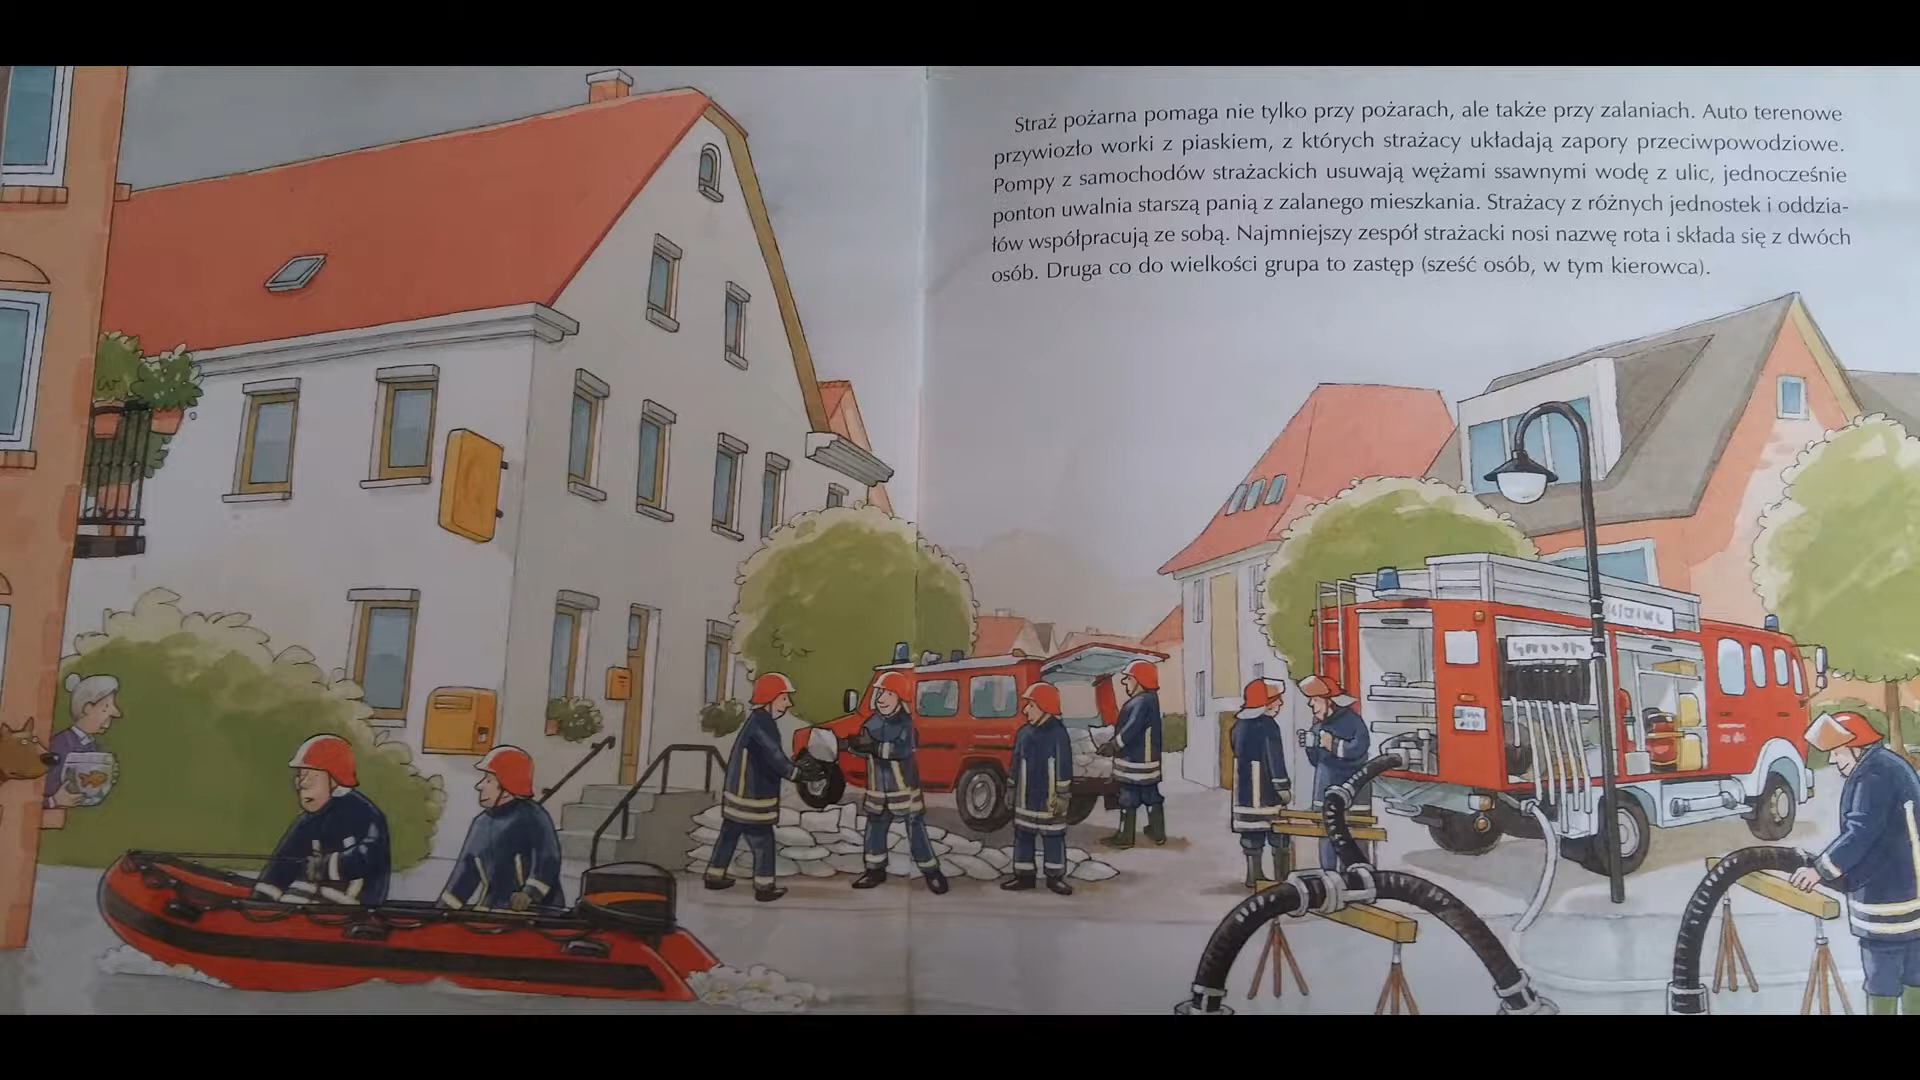 Straż pożarna pomaga nie tylko przy pożarach, ale także przy zalaniach. Auto terenowe
przywiozło worki z piaskiem, z których strażacy układają zapory przeciwpowodziowe.
Pompy z samochodów strażackich usuwają wężami ssawnymi wodę z ulic, jednocześnie
ponton uwalnia starszą panią z zalanego mieszkania. Strażacy z różnych jednostek i oddzia-
łów współpracują ze sobą. Najmniejszy zespół strażacki nosi nazwę rota i składa się z dwóch
osób. Druga co do wielkości grupa to zastęp (sześć osób, w tym kierowca).